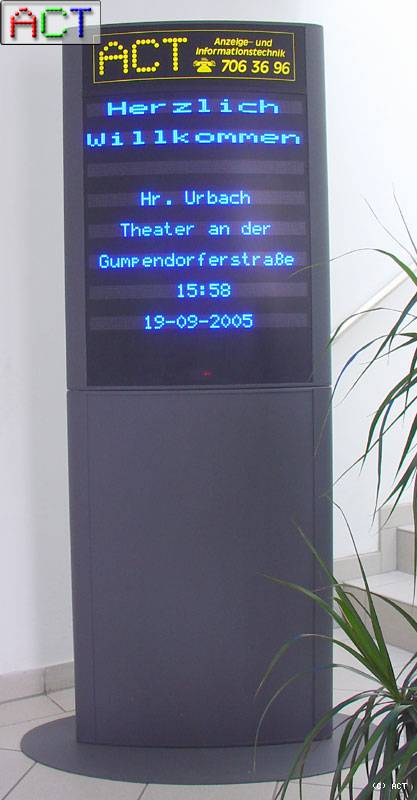 ACT
ACT
Anzeige- und
Informationstechnik
☎ 706 36 96
Herzlich
Willkommen
Hr. Urbach
Theater an der
Gumpendorferstraße
15:58
19-09-2005
(c) ACT